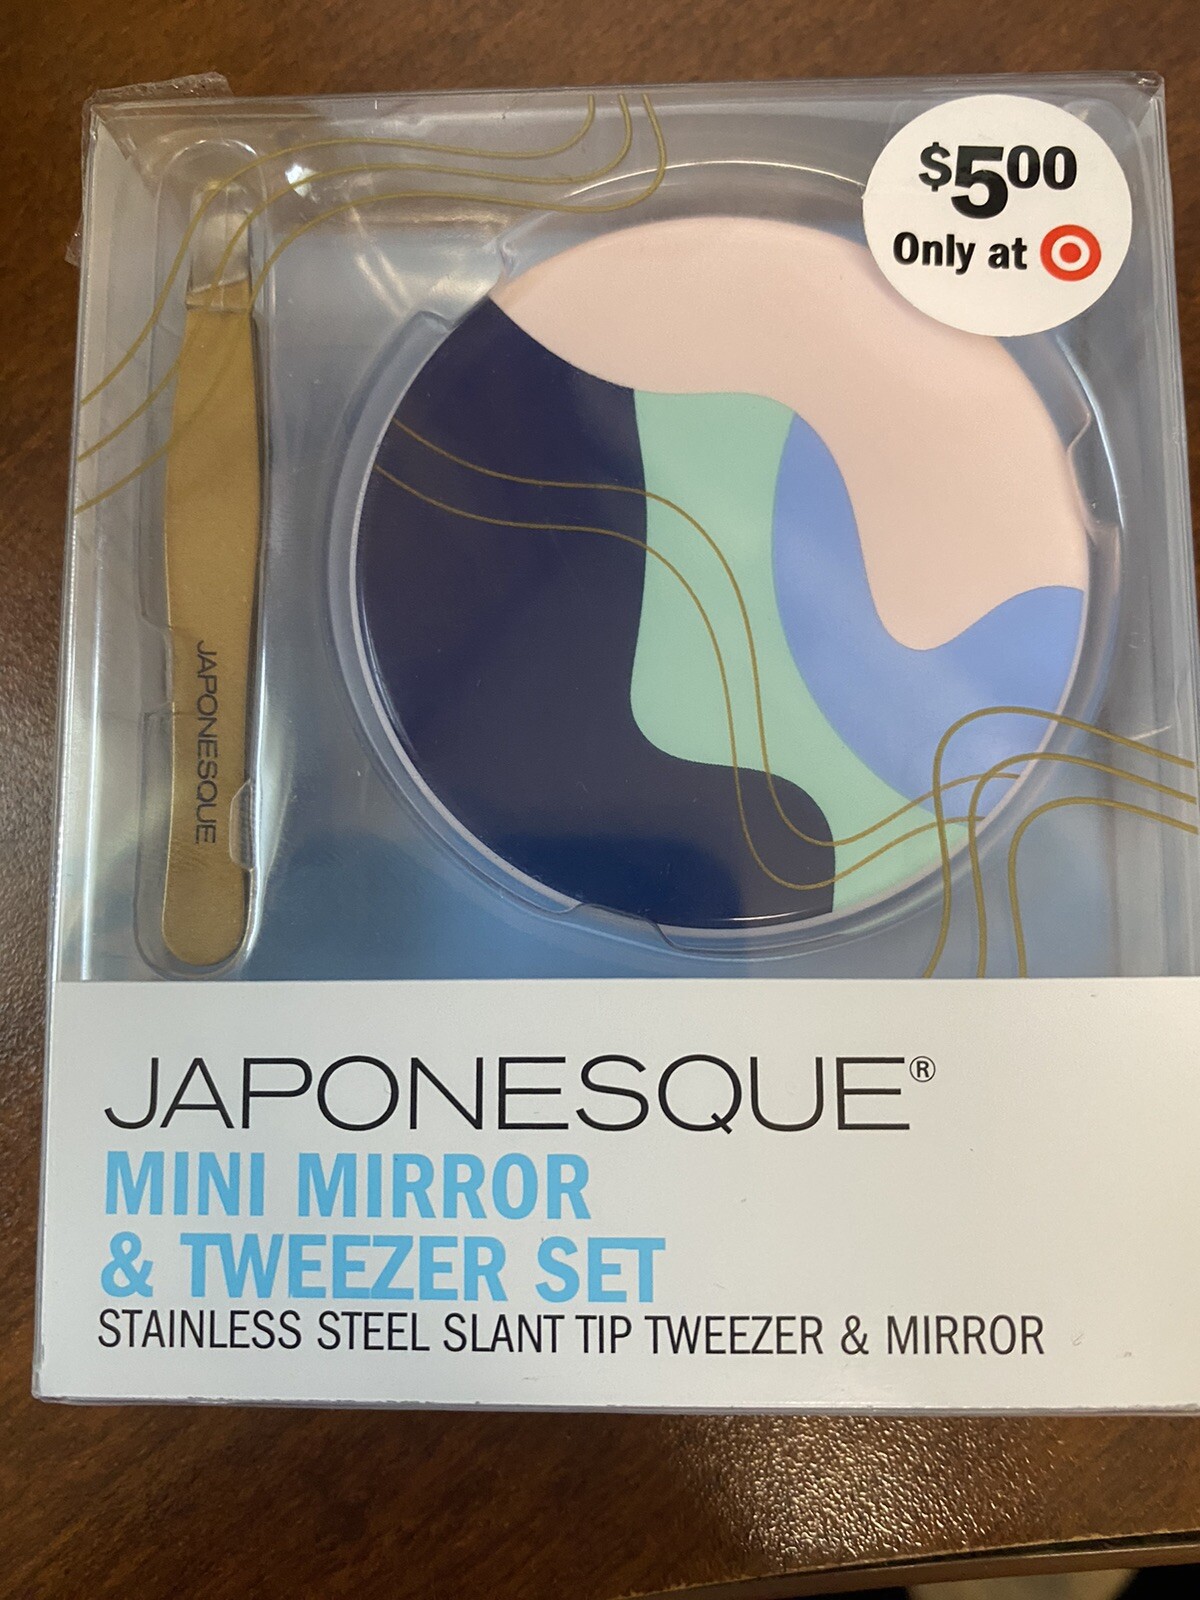 $5.00
Only at
JAPONESQUE
JAPONESQUE®
MINI MIRROR
& TWEEZER SET
STAINLESS STEEL SLANT TIP TWEEZER & MIRROR